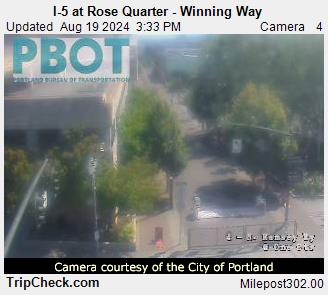 I-5 at Rose Quarter - Winning Way
Updated Aug 19 2024 3:33 PM Camera 4
PBOT
PORTLAND BUREAU OF TRANSPORTATION
Camera courtesy of the City of Portland
TripCheck.com Milepost302.00